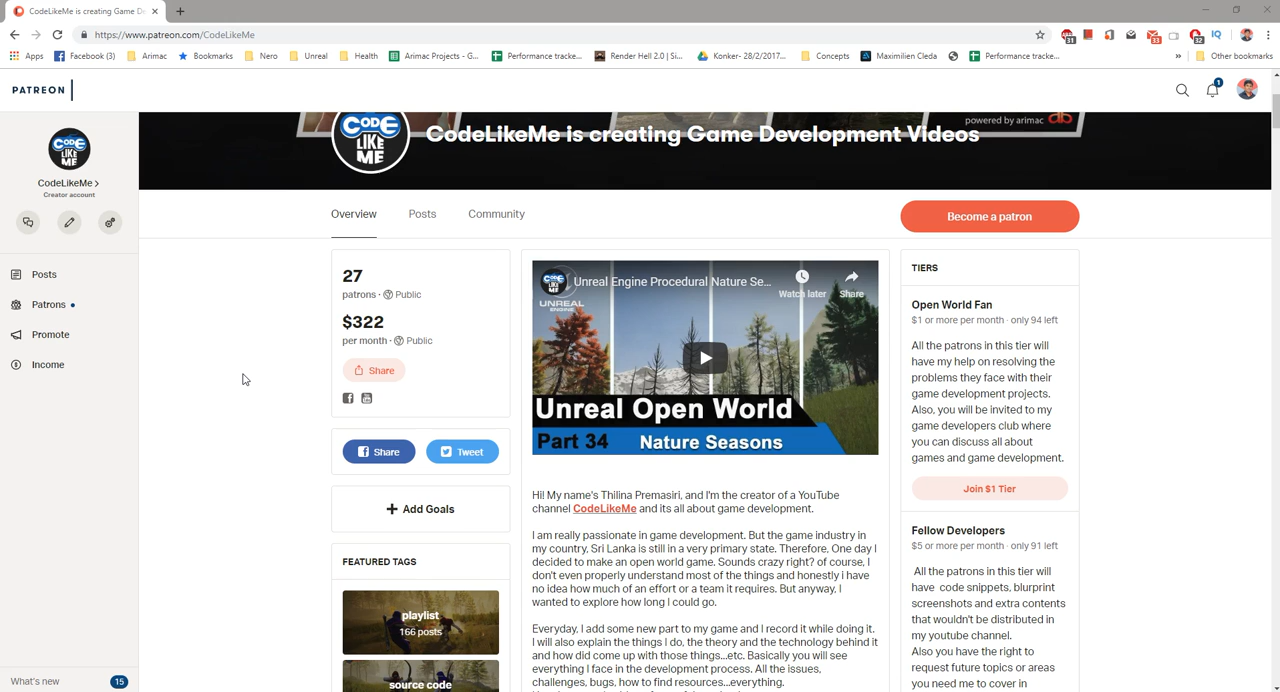 CodeLikeMe is creating Game De
https://www.patreon.com/CodeLikeMe
31
33
32
IQ
Apps
Facebook (3)
Arimac
Bookmarks
Nero
Unreal
Health
Arimac Projects - G...
Performance tracke...
Render Hell 2.0 | Si...
Konker- 28/2/2017...
Concepts
Maximilien Cleda
Performance tracke...
»
Other bookmarks
PATREON
1
CODE
LIKE
ME
CodeLikeMe >
Creator account
Posts
Patrons
Promote
Income
What's new
15
CODE
LIKE
ME
CodeLikeMe is creating Game Development Videos
powered by arimac
Overview
Posts
Community
Become a patron
27
patrons · Public
$322
per month · Public
Share
Share
Tweet
+ Add Goals
FEATURED TAGS
playlist
166 posts
source code
CODE
LIKE
ME
Unreal Engine Procedural Nature Se...
Watch later
Share
UNREAL
ENGINE
Unreal Open World
Part 34
Nature Seasons
Hi! My name's Thilina Premasiri, and I'm the creator of a YouTube
channel CodeLikeMe and its all about game development.
I am really passionate in game development. But the game industry in
my country, Sri Lanka is still in a very primary state. Therefore, One day I
decided to make an open world game. Sounds crazy right? of course, I
don't even properly understand most of the things and honestly i have
no idea how much of an effort or a team it requires. But anyway, I
wanted to explore how long I could go.
Everyday, I add some new part to my game and I record it while doing it.
I will also explain the things I do, the theory and the technology behind it
and how did come up with those things...etc. Basically you will see
everything I face in the development process. All the issues,
challenges, bugs, how to find resources...everything.
TIERS
Open World Fan
$1 or more per month · only 94 left
All the patrons in this tier will
have my help on resolving the
problems they face with their
game development projects.
Also, you will be invited to my
game developers club where
you can discuss all about
games and game development.
Join $1 Tier
Fellow Developers
$5 or more per month · only 91 left
All the patrons in this tier will
have code snippets, blurprint
screenshots and extra contents
that wouldn't be distributed in
my youtube channel.
Also you have the right to
request future topics or areas
you need me to cover in